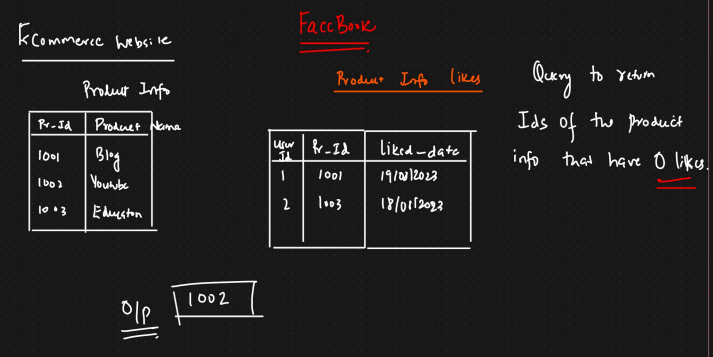 ECommerce Website
FaceBook
Product Info
Pr_Id Product Name
1001 Blog
1002 Youtube
1003 Education
Product Info likes
User Id Pr_Id liked_date
1 1001 19/01/2023
2 1003 18/01/2023
Query to return
Ids of the product
info that have 0 likes.
O/p 1002